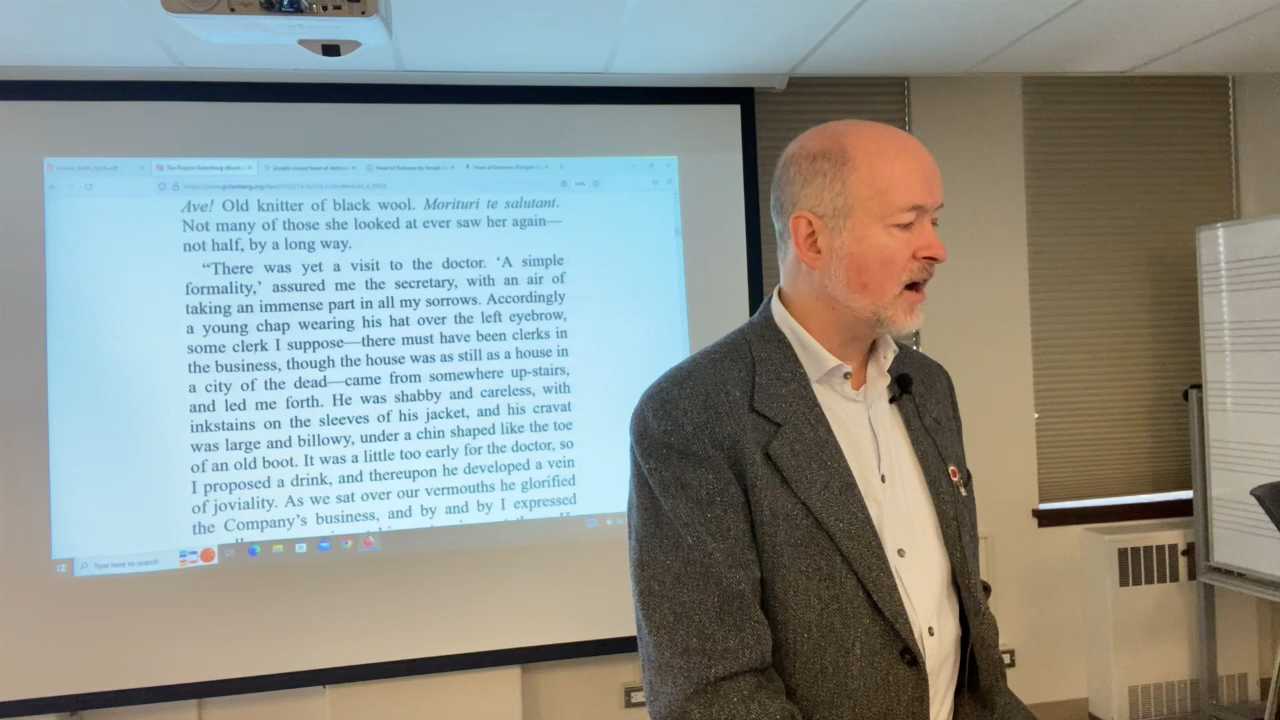 The Project Gutenberg eBook
Ave! Old knitter of black wool. Morituri te salutant.
Not many of those she looked at ever saw her again—
not half, by a long way.
“There was yet a visit to the doctor. ‘A simple
formality,’ assured me the secretary, with an air of
taking an immense part in all my sorrows. Accordingly
a young chap wearing his hat over the left eyebrow,
some clerk I suppose—there must have been clerks in
the business, though the house was as still as a house in
a city of the dead—came from somewhere up-stairs,
and led me forth. He was shabby and careless, with
inkstains on the sleeves of his jacket, and his cravat
was large and billowy, under a chin shaped like the toe
of an old boot. It was a little too early for the doctor, so
I proposed a drink, and thereupon he developed a vein
of joviality. As we sat over our vermouths he glorified
the Company’s business, and by and by I expressed
Type here to search